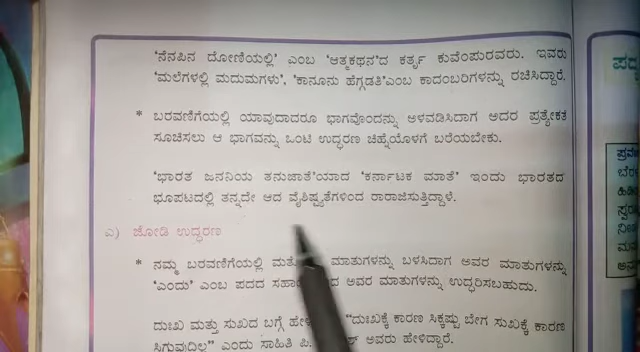 'ನೆನಪಿನ ದೋಣಿಯಲ್ಲಿ' ಎಂಬ 'ಆತ್ಮಕಥನ'ದ ಕರ್ತೃ ಕುವೆಂಪುರವರು. ಇವರು
'ಮಲೆಗಳಲ್ಲಿ ಮದುಮಗಳು', 'ಕಾನೂನು ಹೆಗ್ಗಡತಿ'ಎಂಬ ಕಾದಂಬರಿಗಳನ್ನು ರಚಿಸಿದ್ದಾರೆ.
* ಬರವಣಿಗೆಯಲ್ಲಿ ಯಾವುದಾದರೂ ಭಾಗವೊಂದನ್ನು ಅಳವಡಿಸಿದಾಗ ಅದರ ಪ್ರತ್ಯೇಕತೆ
ಸೂಚಿಸಲು ಆ ಭಾಗವನ್ನು ಒಂಟಿ ಉದ್ಧರಣ ಚಿಹ್ನೆಯೊಳಗೆ ಬರೆಯಬೇಕು.
'ಭಾರತ ಜನನಿಯ ತನುಜಾತೆ'ಯಾದ 'ಕರ್ನಾಟಕ ಮಾತೆ' ಇಂದು ಭಾರತದ
ಭೂಪಟದಲ್ಲಿ ತನ್ನದೇ ಆದ ವೈಶಿಷ್ಟ್ಯತೆಗಳಿಂದ ರಾರಾಜಿಸುತ್ತಿದ್ದಾಳೆ.
ಎ) ಜೋಡಿ ಉದ್ಧರಣ
* ನಮ್ಮ ಬರವಣಿಗೆಯಲ್ಲಿ ಮಾತುಗಳನ್ನು ಬಳಸಿದಾಗ ಅವರ ಮಾತುಗಳನ್ನು
'ಎಂದು' ಎಂಬ ಪದದ ಅವರ ಮಾತುಗಳನ್ನು ಉದ್ಧರಿಸಬಹುದು.
ದುಃಖ ಮತ್ತು ಸುಖದ ಬಗ್ಗೆ "ದುಃಖಕ್ಕೆ ಕಾರಣ ಸಿಕ್ಕಷ್ಟು ಬೇಗ ಸುಖಕ್ಕೆ ಕಾರಣ
ಸಿಗುವುದಿಲ್ಲ" ಎಂದು ಸಾಹಿತಿ ಪಿ. ಅವರು ಹೇಳಿದ್ದಾರೆ.